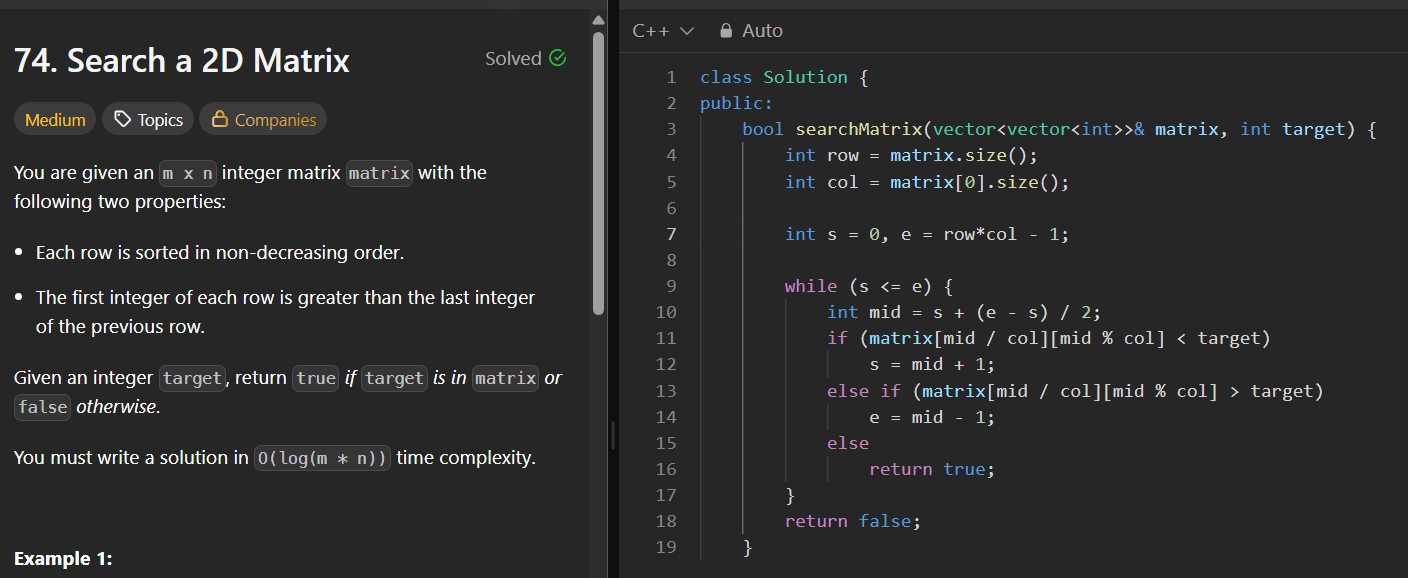 74. Search a 2D Matrix
Solved
Medium
Topics
Companies
You are given an m x n integer matrix matrix with the
following two properties:
• Each row is sorted in non-decreasing order.
• The first integer of each row is greater than the last integer
of the previous row.
Given an integer target, return true if target is in matrix or
false otherwise.
You must write a solution in O(log(m * n)) time complexity.
Example 1:
C++
Auto
1 class Solution {
2 public:
3     bool searchMatrix(vector<vector<int>>& matrix, int target) {
4         int row = matrix.size();
5         int col = matrix[0].size();
6
7         int s = 0, e = row*col - 1;
8
9         while (s <= e) {
10             int mid = s + (e - s) / 2;
11             if (matrix[mid / col][mid % col] < target)
12                 s = mid + 1;
13             else if (matrix[mid / col][mid % col] > target)
14                 e = mid - 1;
15             else
16                 return true;
17         }
18         return false;
19     }